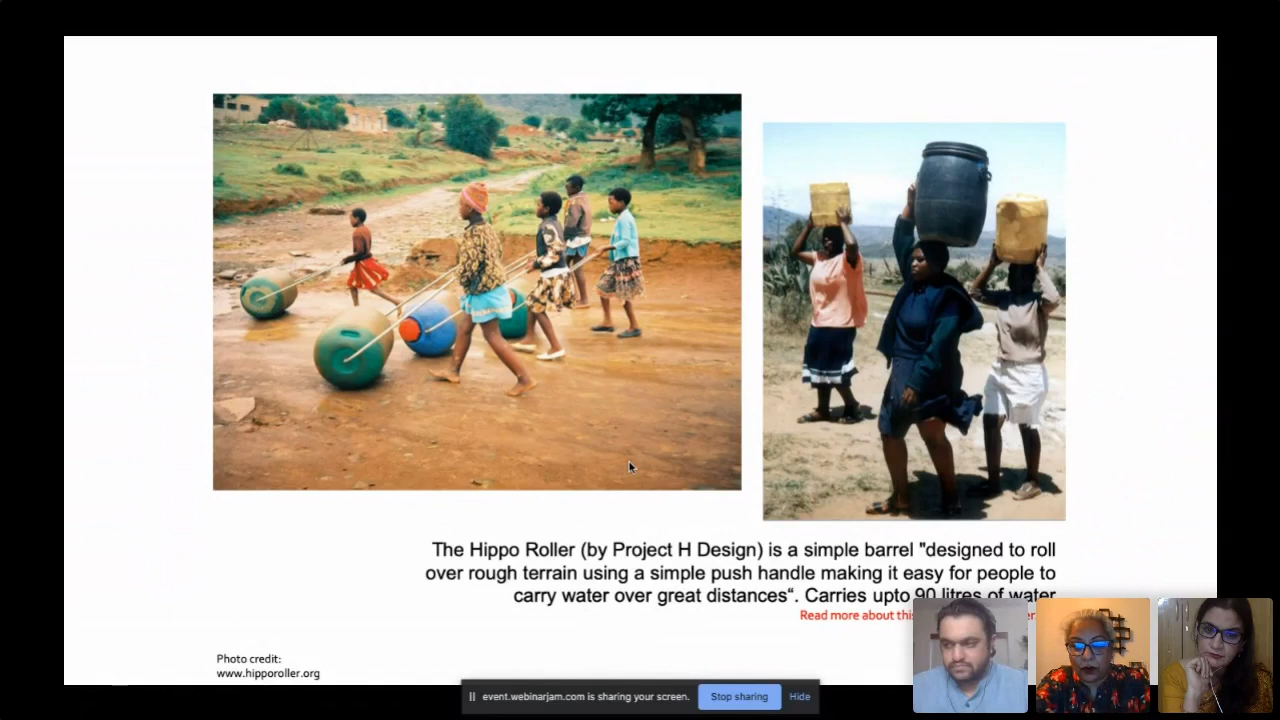 The Hippo Roller (by Project H Design) is a simple barrel "designed to roll
over rough terrain using a simple push handle making it easy for people to
carry water over great distances“. Carries upto 90 litres of water
Read more about this
Photo credit:
www.hipporoller.org
event.webinarjam.com is sharing your screen.
Stop sharing
Hide